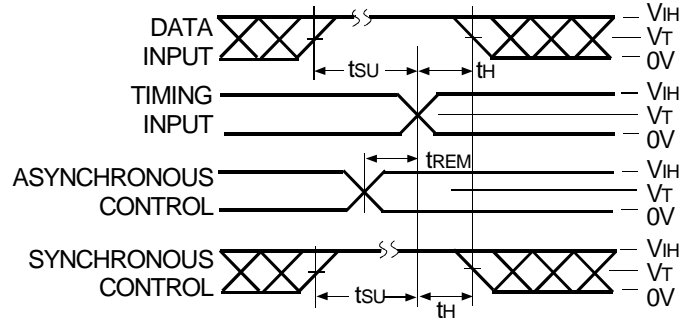 DATA
INPUT
tSU
tH
VIH
VT
0V
TIMING
INPUT
VIH
VT
0V
tREM
ASYNCHRONOUS
CONTROL
VIH
VT
0V
SYNCHRONOUS
CONTROL
tSU
tH
VIH
VT
0V